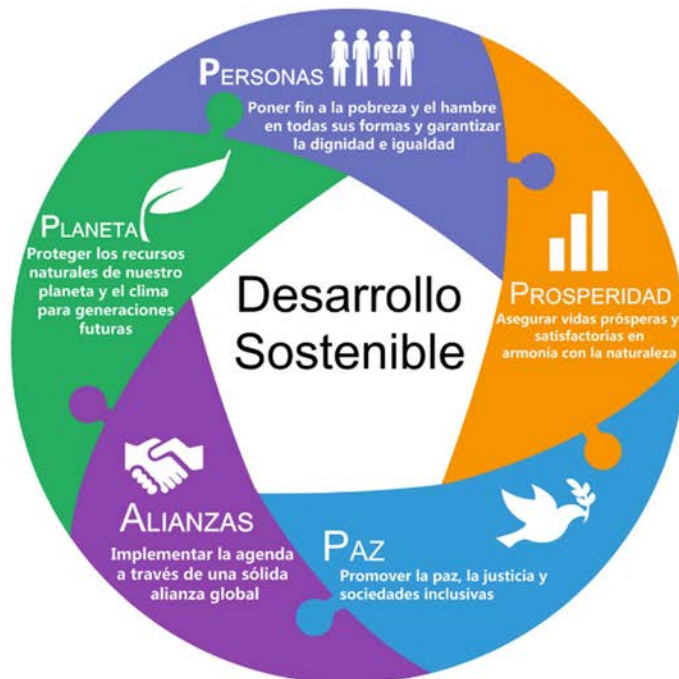 PERSONAS
Poner fin a la pobreza y el hambre
en todas sus formas y garantizar
la dignidad e igualdad
PROSPERIDAD
Asegurar vidas prósperas y
satisfactorias en
armonía con la naturaleza
PAZ
Promover la paz, la justicia y
sociedades inclusivas
ALIANZAS
Implementar la agenda
a través de una sólida
alianza global
PLANETA
Proteger los recursos
naturales de nuestro
planeta y el clima
para generaciones
futuras
Desarrollo
Sostenible